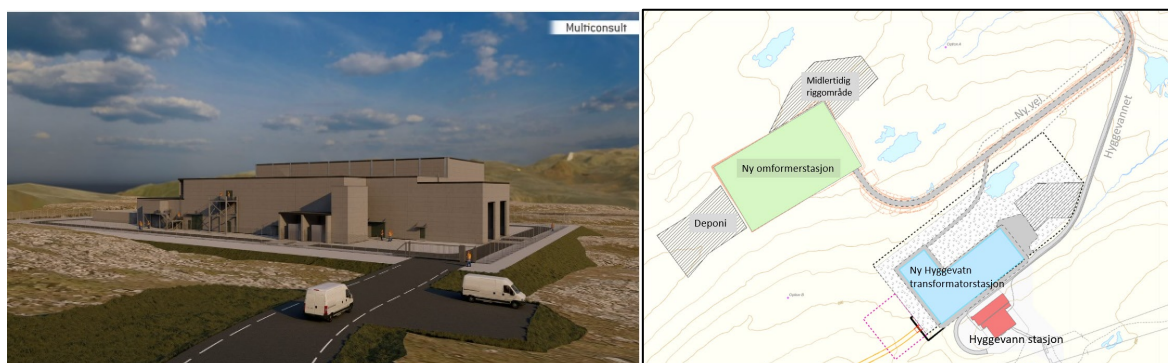 Multiconsult
Midlertidig
riggområde
Ny vei
Hyggevannet
Ny omformerstasjon
Deponi
Ny Hyggevatn
transformatorstasjon
Hyggevann stasjon